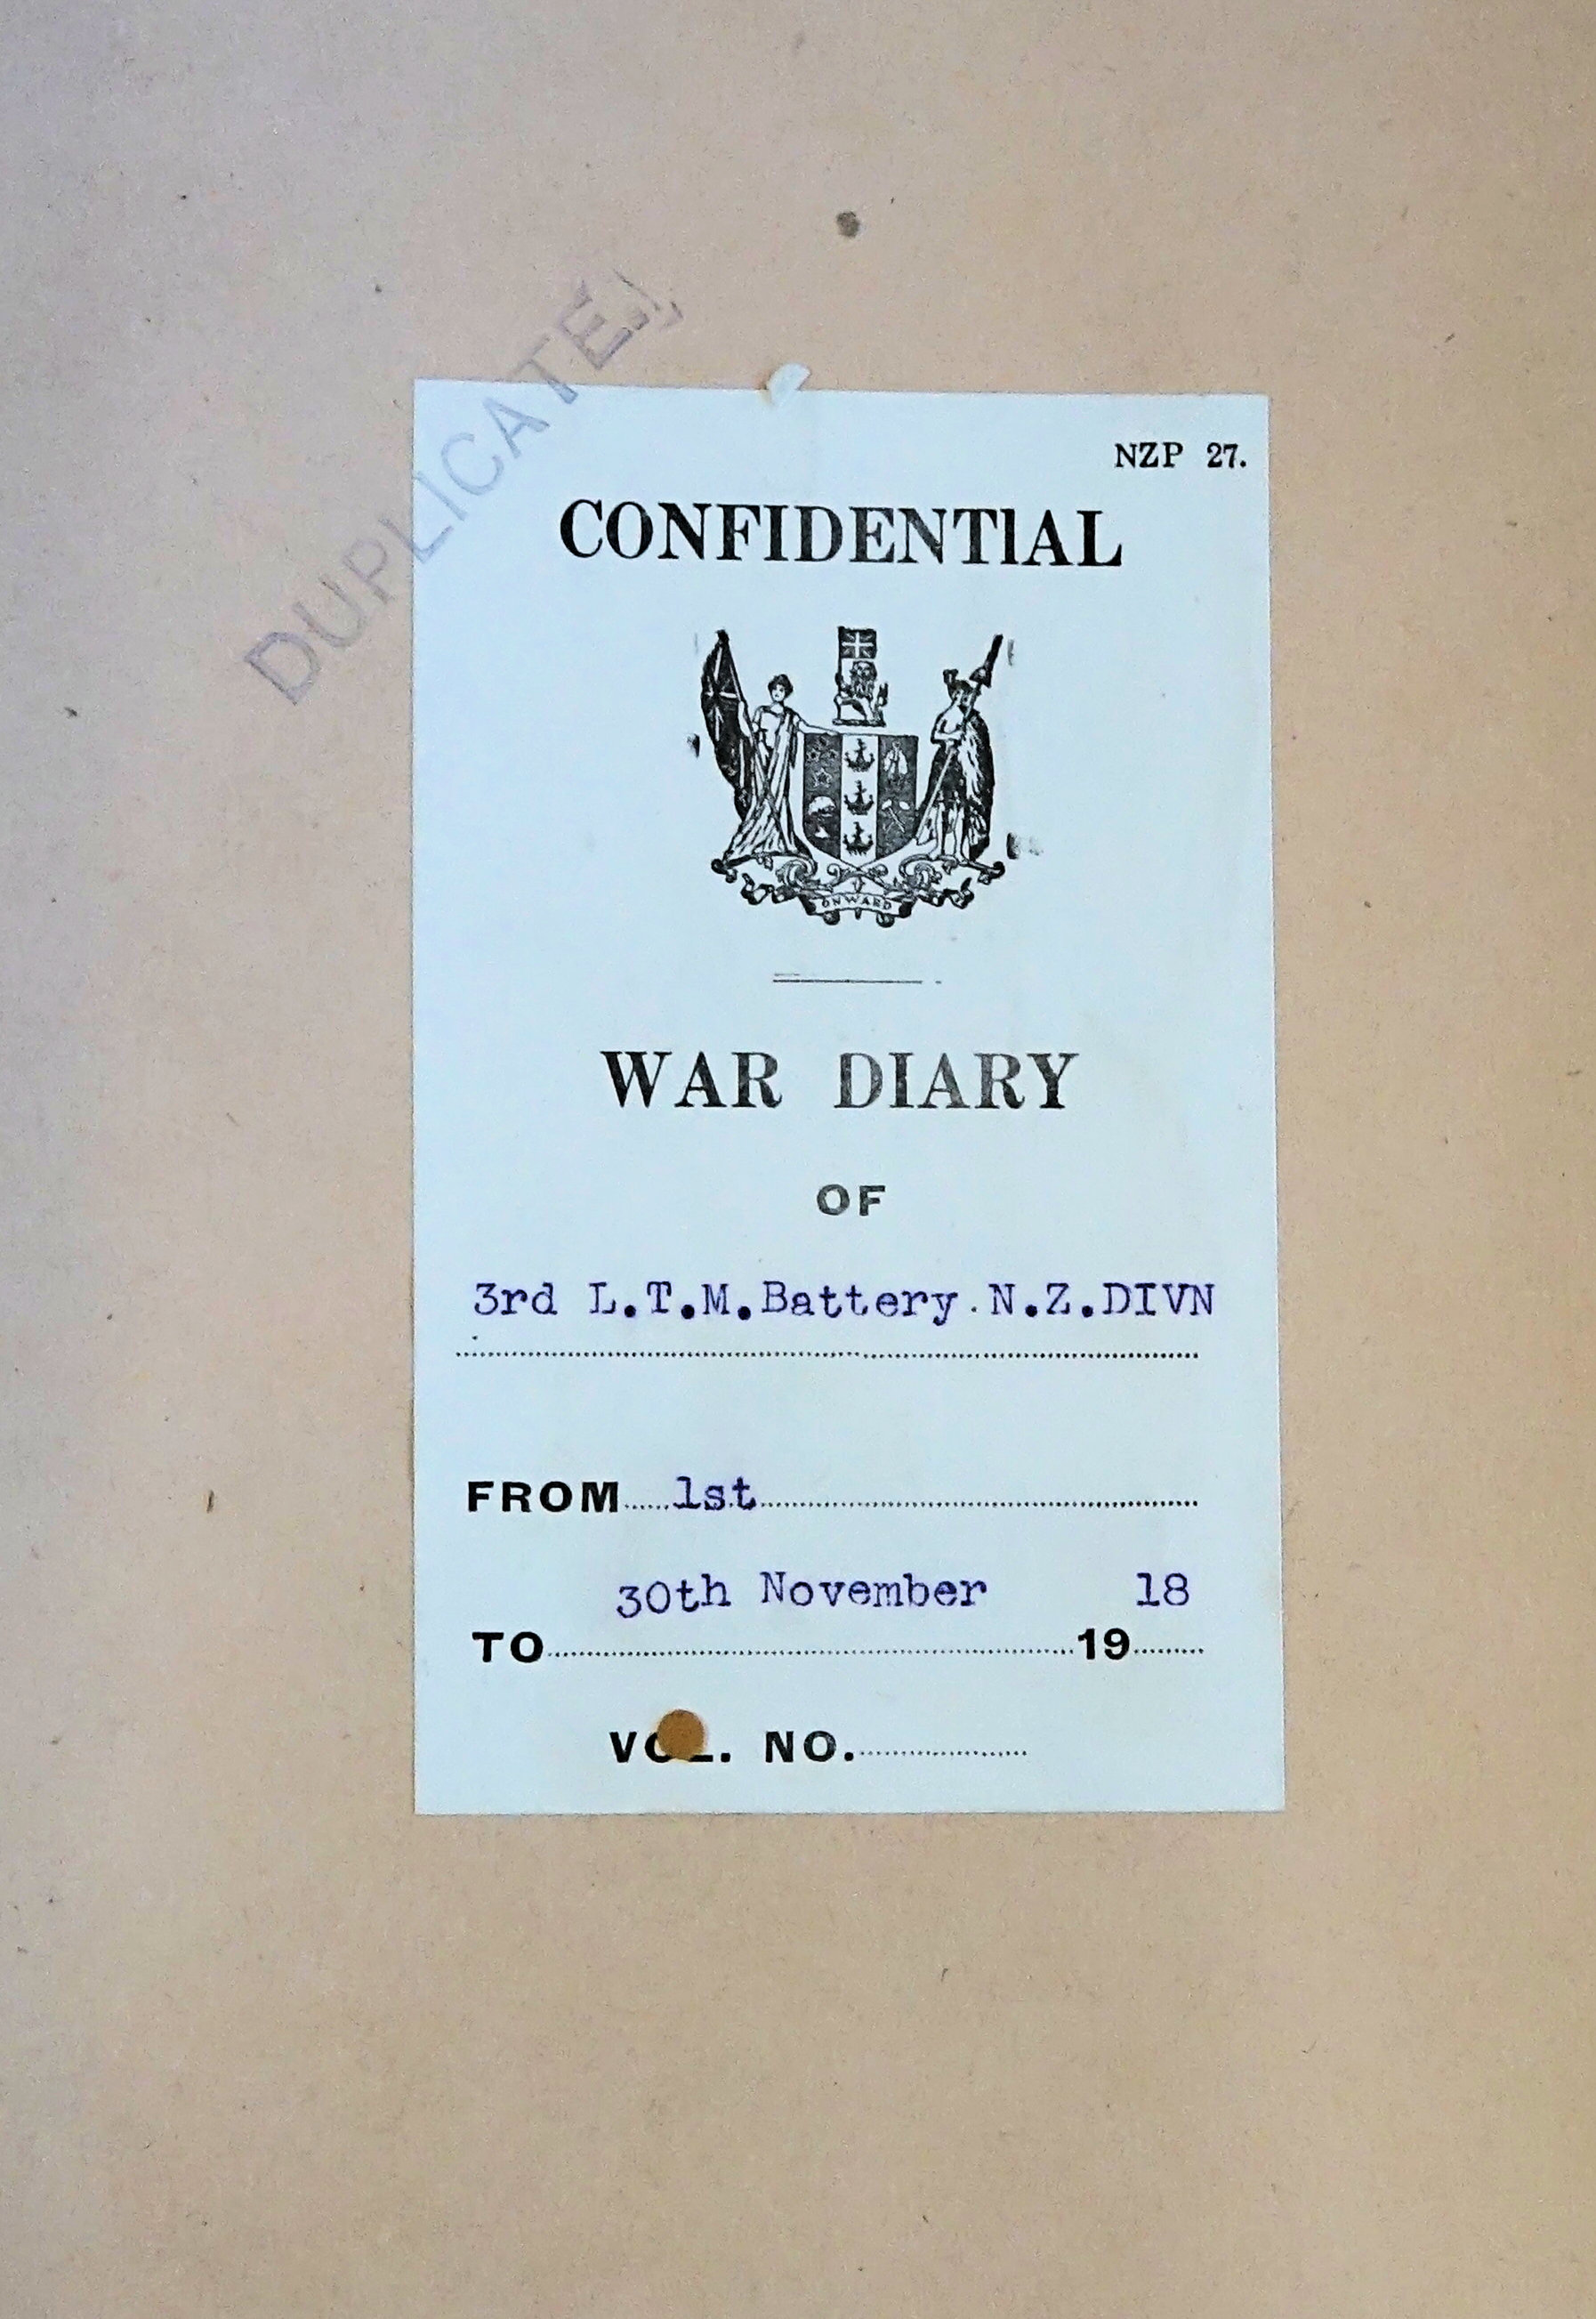 DUPLICATE
NZP 27.
CONFIDENTIAL
ONWARD
WAR DIARY
OF
3rd L.T.M.Battery.N.Z.DIVN
FROM......1st......
30th November 18
TO......19......
VOL. NO.......